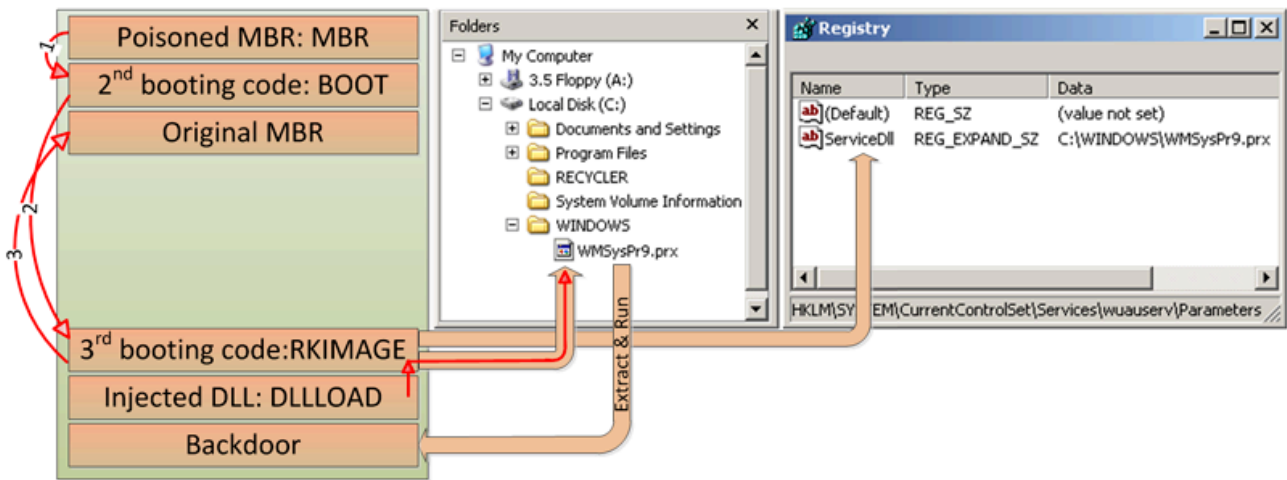 Poisoned MBR: MBR
1
2nd booting code: BOOT
Original MBR
2
3
3rd booting code:RKIMAGE
Injected DLL: DLLLOAD
Backdoor
Folders
My Computer
3.5 Floppy (A:)
Local Disk (C:)
Documents and Settings
Program Files
RECYCLER
System Volume Information
WINDOWS
WMSysPr9.prx
Extract & Run
Registry
Name Type Data
ab (Default) REG_SZ (value not set)
ab ServiceDll REG_EXPAND_SZ C:\WINDOWS\WMSysPr9.prx
EM\CurrentControlSet\Services\wuauserv\Parameters